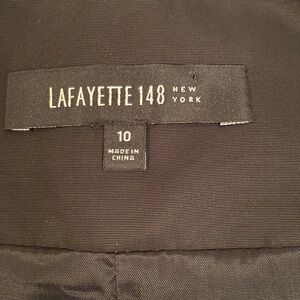 LAFAYETTE 148 NEW YORK
10
MADE IN
CHINA